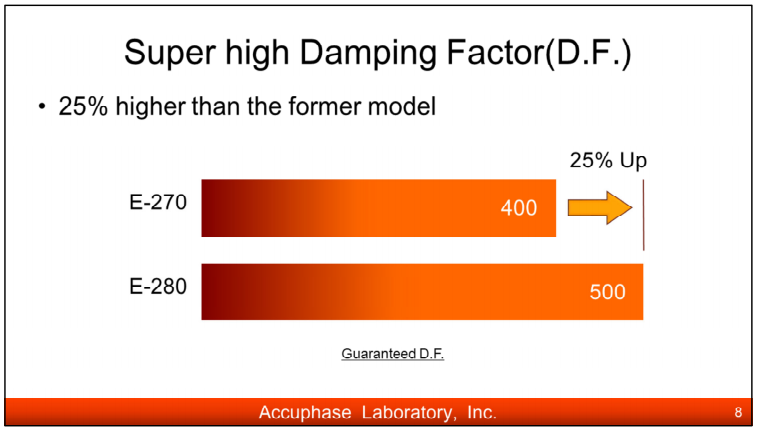 Super high Damping Factor(D.F.)
• 25% higher than the former model
25% Up
E-270
400
E-280
500
Guaranteed D.F.
Accuphase Laboratory, Inc.
8